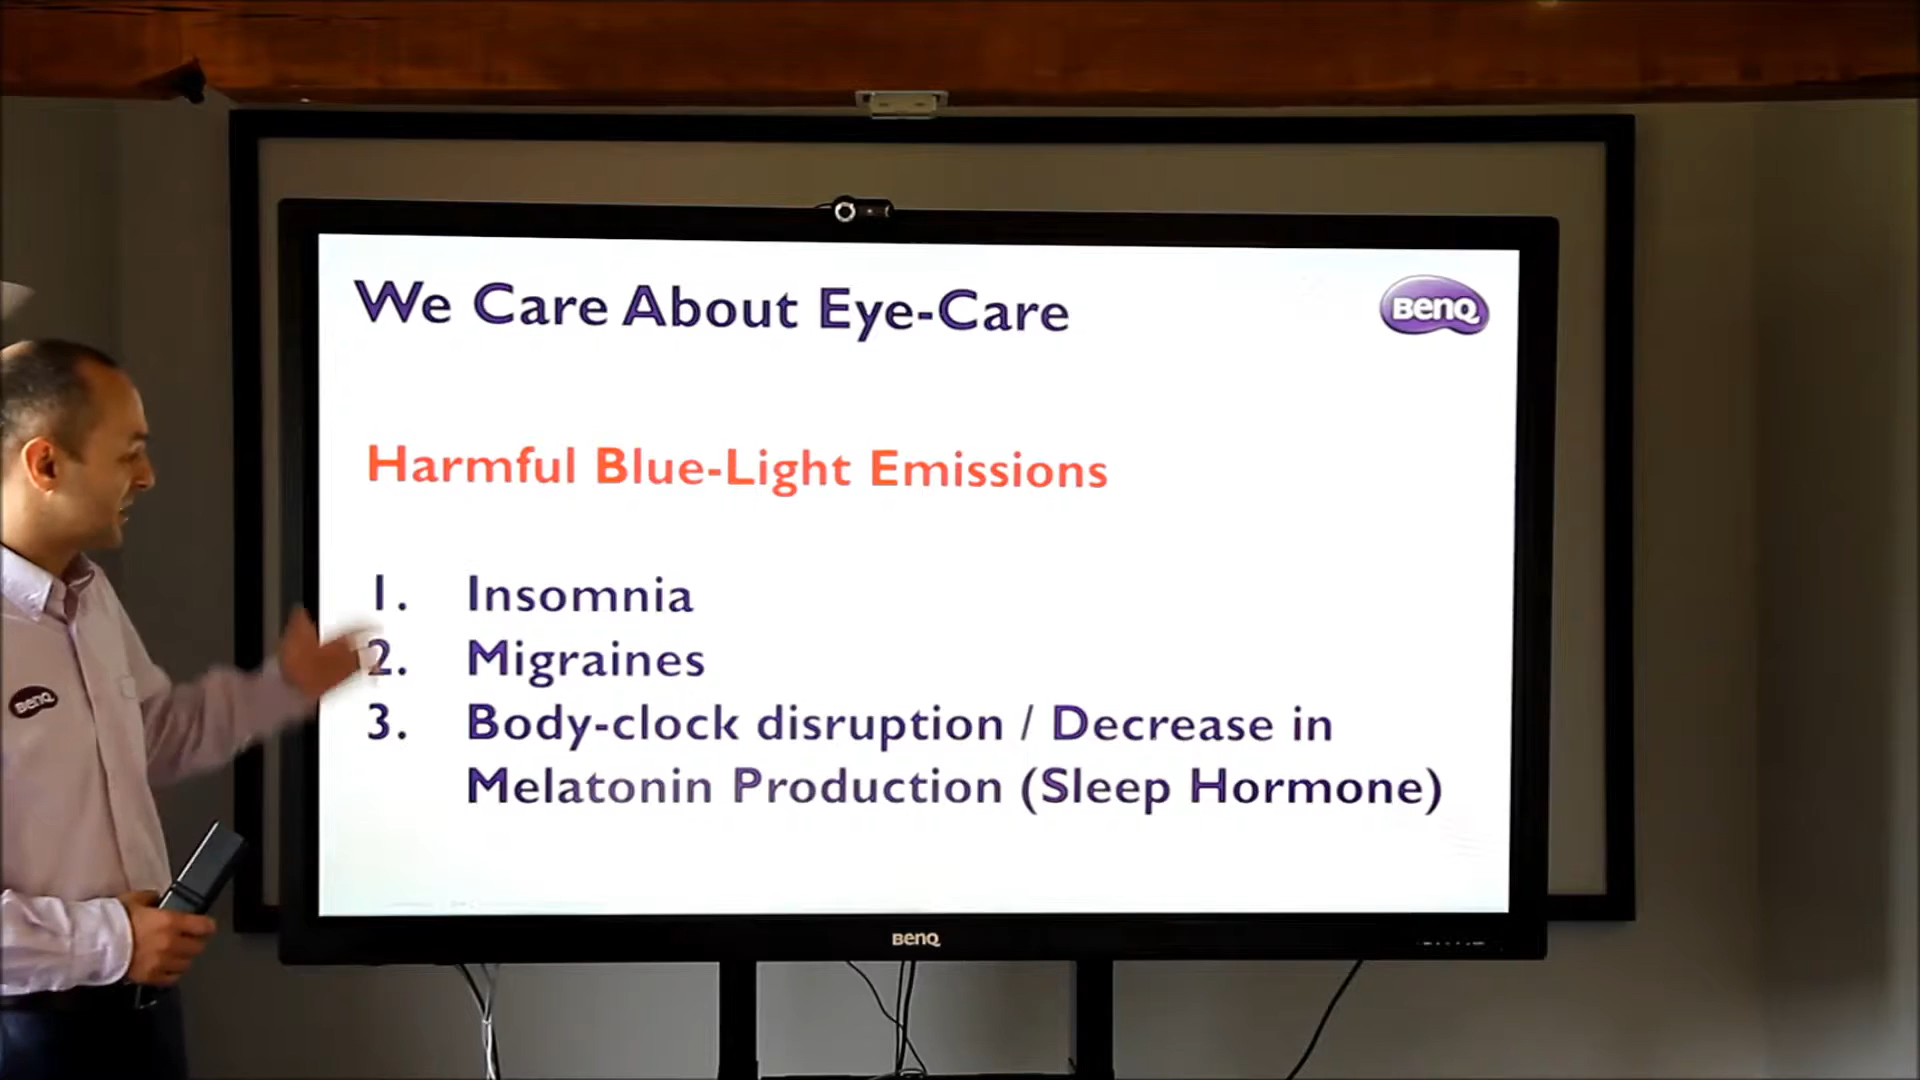 We Care About Eye-Care
BenQ
Harmful Blue-Light Emissions
1. Insomnia
2. Migraines
3. Body-clock disruption / Decrease in
Melatonin Production (Sleep Hormone)
BenQ
BenQ